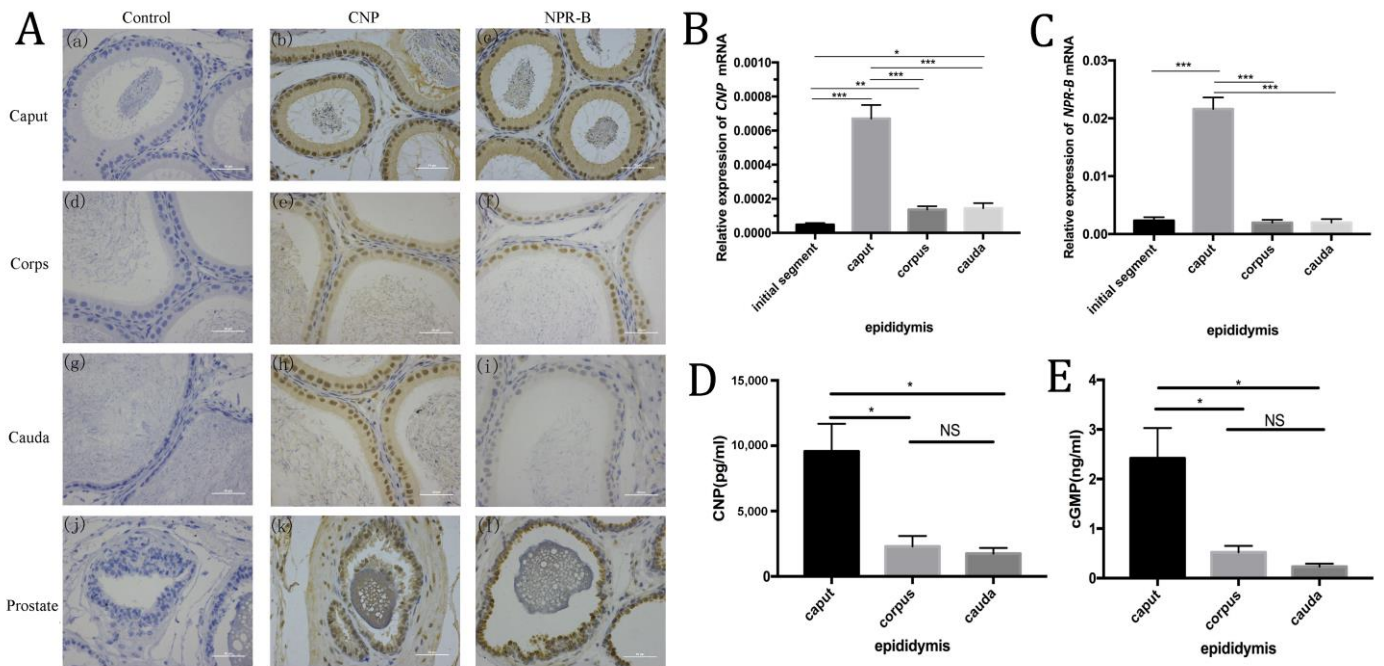 A
Control CNP NPR-B
Caput
(a) (b) (c)
Corps
(d) (e) (f)
Cauda
(g) (h) (i)
Prostate
(j) (k) (l)
B
Relative expression of CNP mRNA
0.0010
0.0008
0.0006
0.0004
0.0002
0.0000
*
***
***
**
***
initial segment
caput
corpus
cauda
epididymis
C
Relative expression of NPR-B mRNA
0.03
0.02
0.01
0.00
***
***
***
initial segment
caput
corpus
cauda
epididymis
D
CNP(pg/ml)
15,000
10,000
5,000
0
*
*
NS
caput
corpus
cauda
epididymis
E
cGMP(ng/ml)
4
3
2
1
0
*
*
NS
caput
corpus
cauda
epididymis